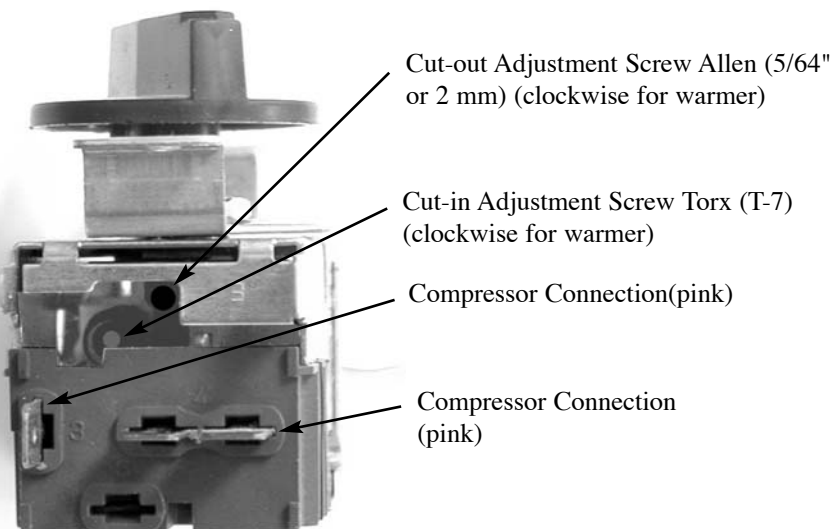 Cut-out Adjustment Screw Allen (5/64"
or 2 mm) (clockwise for warmer)
Cut-in Adjustment Screw Torx (T-7)
(clockwise for warmer)
Compressor Connection(pink)
Compressor Connection
(pink)